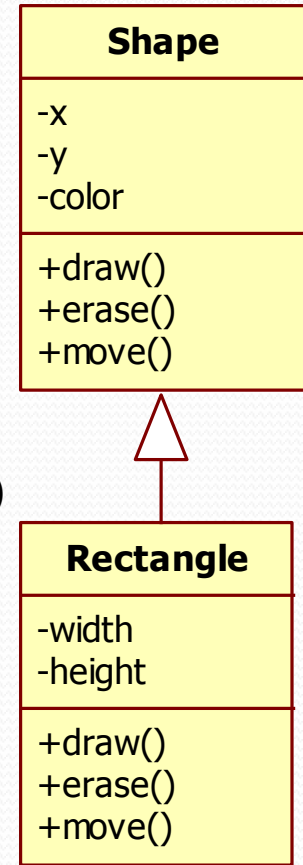 Shape
-x
-y
-color
+draw()
+erase()
+move()
)
Rectangle
-width
-height
+draw()
+erase()
+move()